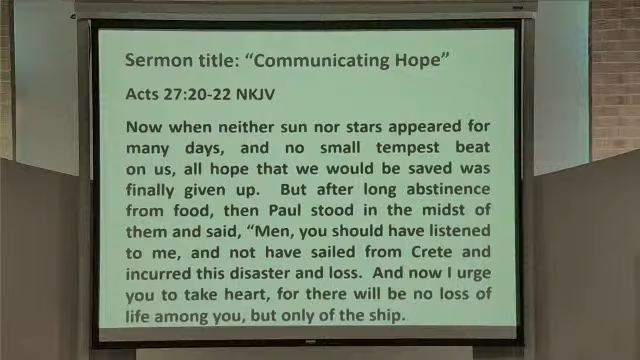 Sermon title: “Communicating Hope”
Acts 27:20-22 NKJV
Now when neither sun nor stars appeared for
many days, and no small tempest beat
on us, all hope that we would be saved was
finally given up. But after long abstinence
from food, then Paul stood in the midst of
them and said, “Men, you should have listened
to me, and not have sailed from Crete and
incurred this disaster and loss. And now I urge
you to take heart, for there will be no loss of
life among you, but only of the ship.